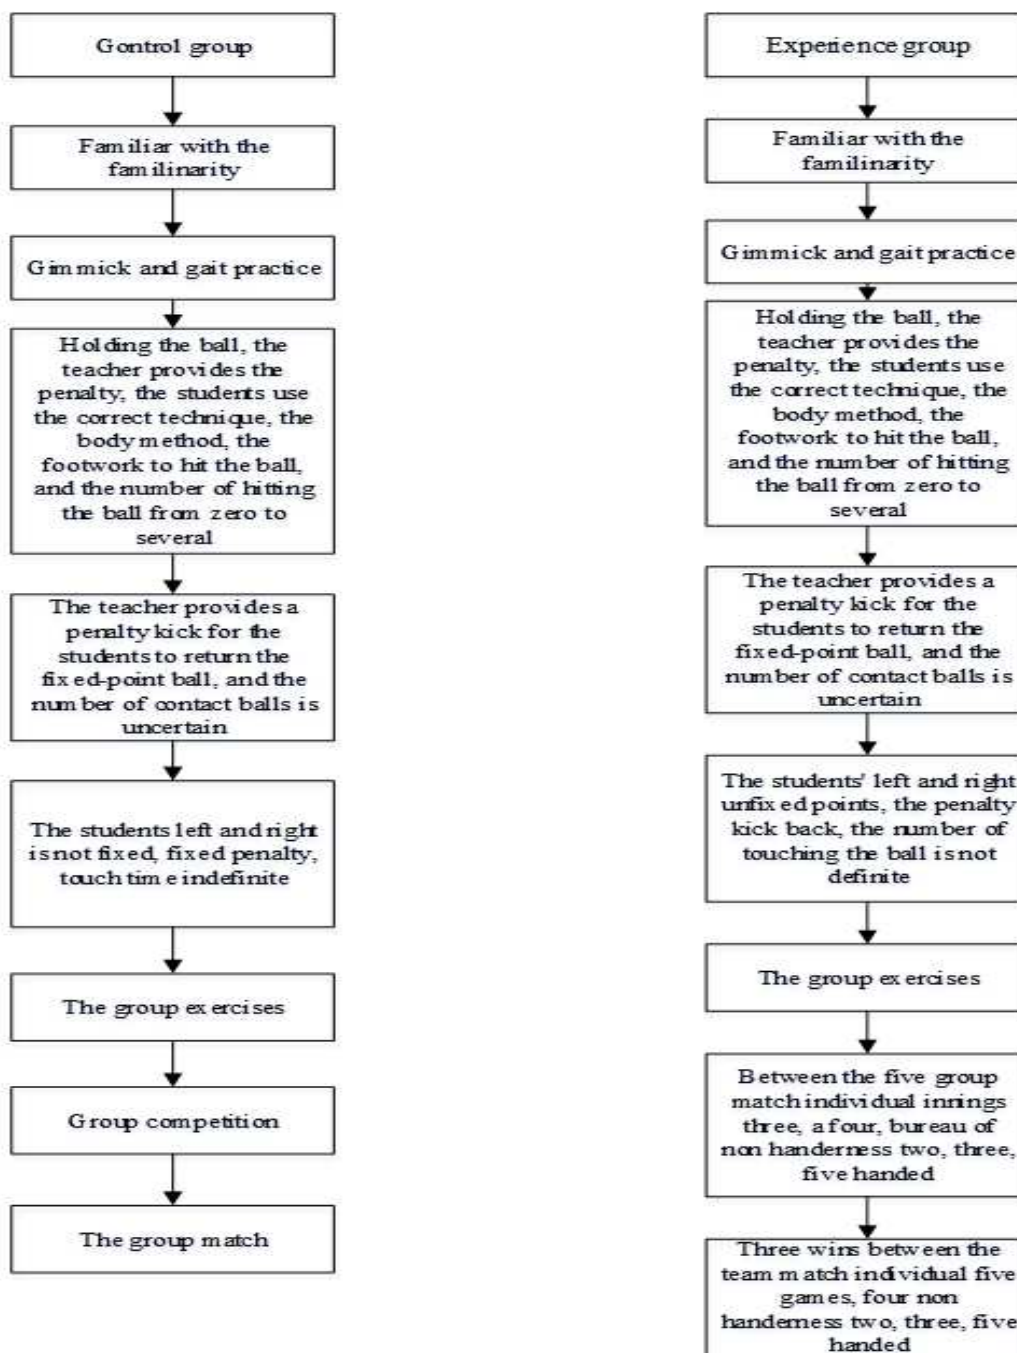 Gontrol group
Familiar with the
familinarity
Gimmick and gait practice
Holding the ball, the
teacher provides the
penalty, the students use
the correct technique, the
body method, the
footwork to hit the ball,
and the number of hitting
the ball from zero to
several
The teacher provides a
penalty kick for the
students to return the
fixed-point ball, and the
number of contact balls is
uncertain
The students left and right
is not fixed, fixed penalty,
touch time indefinite
The group exercises
Group competition
The group match
Experience group
Familiar with the
familinarity
Gimmick and gait practice
Holding the ball, the
teacher provides the
penalty, the students use
the correct technique, the
body method, the
footwork to hit the ball,
and the number of hitting
the ball from zero to
several
The teacher provides a
penalty kick for the
students to return the
fixed-point ball, and the
number of contact balls is
uncertain
The students' left and right
unfixed points, the penalty
kick back, the number of
touching the ball is not
definite
The group exercises
Between the five group
match individual innings
three, a four, bureau of
non handerness two, three,
five handed
Three wins between the
team match individual five
games, four non
handerness two, three, five
handed